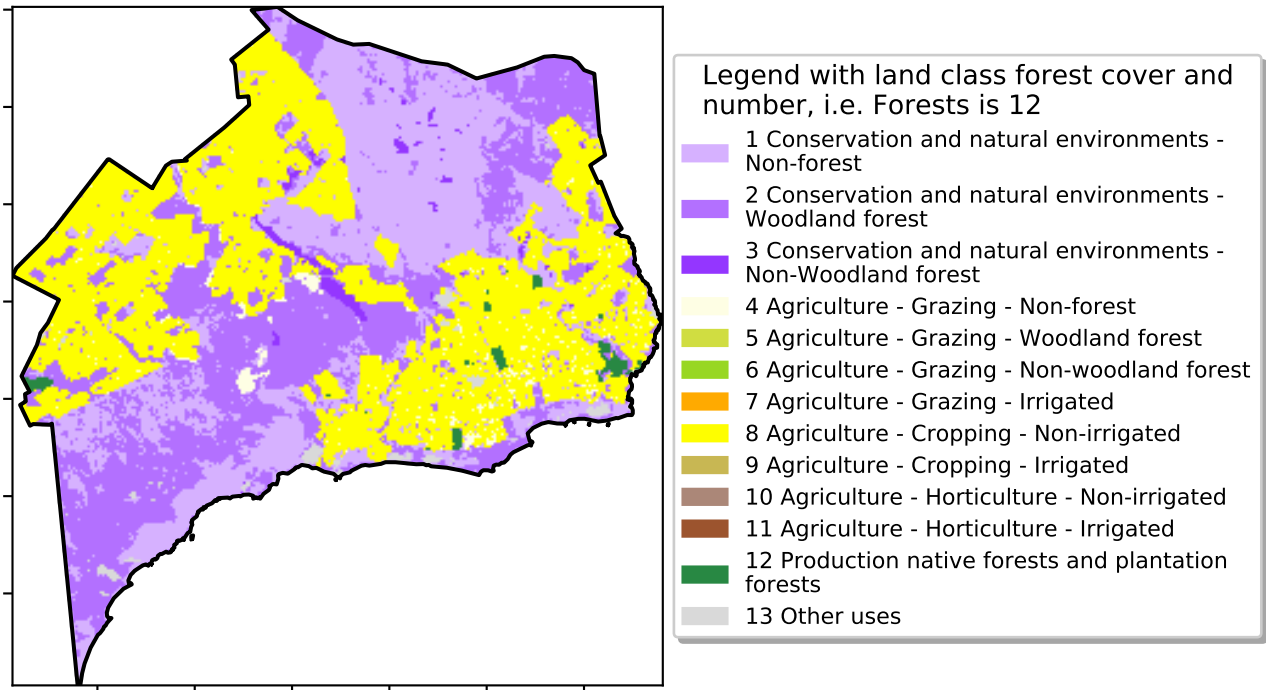 Legend with land class forest cover and
number, i.e. Forests is 12
1 Conservation and natural environments -
Non-forest
2 Conservation and natural environments -
Woodland forest
3 Conservation and natural environments -
Non-Woodland forest
4 Agriculture - Grazing - Non-forest
5 Agriculture - Grazing - Woodland forest
6 Agriculture - Grazing - Non-woodland forest
7 Agriculture - Grazing - Irrigated
8 Agriculture - Cropping - Non-irrigated
9 Agriculture - Cropping - Irrigated
10 Agriculture - Horticulture - Non-irrigated
11 Agriculture - Horticulture - Irrigated
12 Production native forests and plantation
forests
13 Other uses